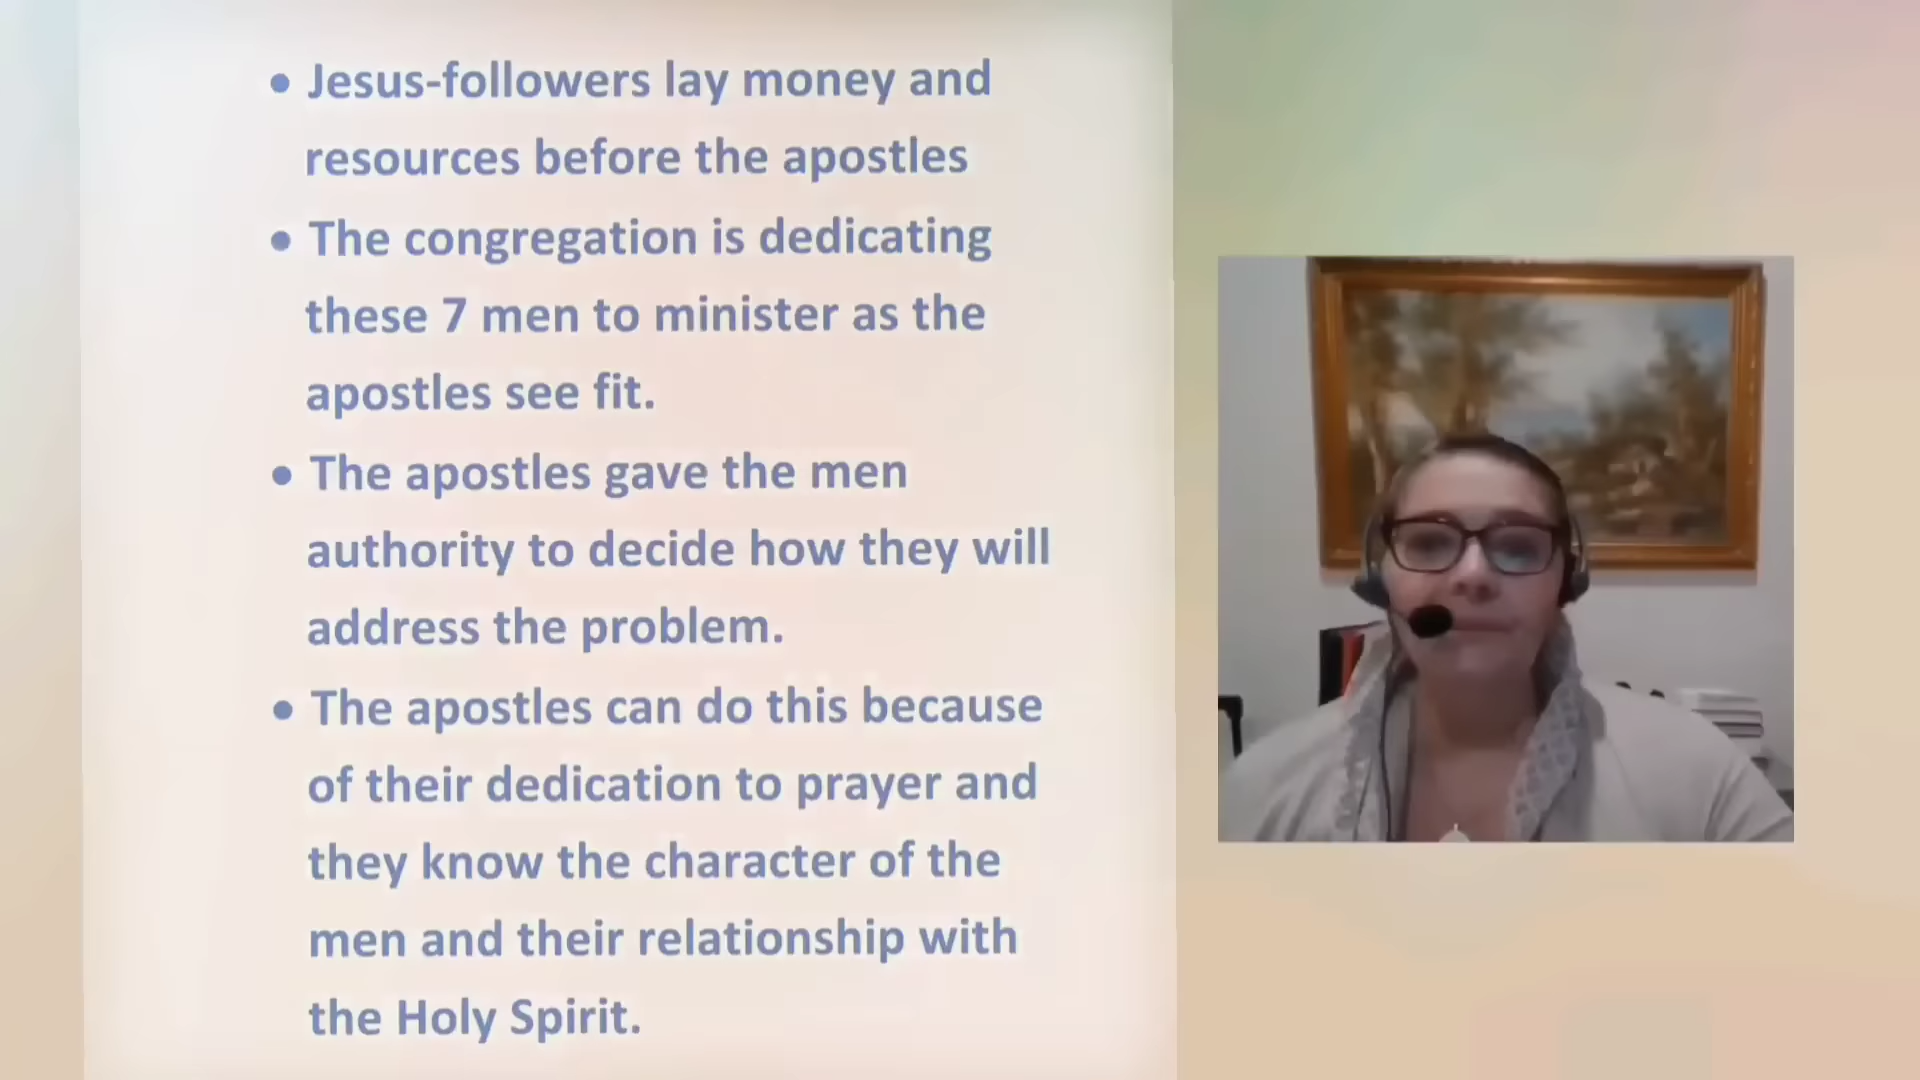 • Jesus-followers lay money and
resources before the apostles
• The congregation is dedicating
these 7 men to minister as the
apostles see fit.
• The apostles gave the men
authority to decide how they will
address the problem.
• The apostles can do this because
of their dedication to prayer and
they know the character of the
men and their relationship with
the Holy Spirit.